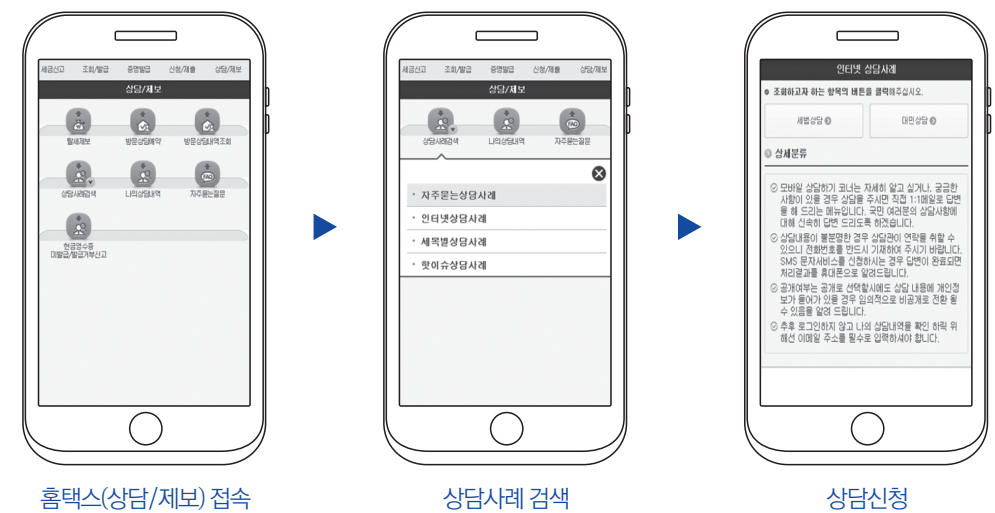 세금신고 조회/발급 증명발급 신청/제출 상담/제보
상담/제보
탈세제보 방문상담예약 방문상담내역조회
상담사례검색 나의상담내역 자주묻는질문
FAQ
현금영수증
미발급/발급거부신고
홈택스(상담/제보) 접속
세금신고 조회/발급 증명발급 신청/제출 상담/제보
상담/제보
FAQ
상담사례검색 나의상담내역 자주묻는질문
· 자주묻는상담사례
· 인터넷상담사례
· 세목별상담사례
· 핫이슈상담사례
상담사례 검색
인터넷 상담사례
조회하고자 하는 항목의 버튼을 클릭해주십시오.
세법상담 대민상담
상세분류
모바일 상담하기 코너는 자세히 알고 싶거나, 궁금한
사항이 있을 경우 상담을 주시면 직접 1:1메일로 답변
을 해 드리는 메뉴입니다. 국민 여러분의 상담사항에
대해 신속히 답변 드리도록 하겠습니다.
상담내용이 불분명한 경우 상담관이 연락을 취할 수
있으니 전화번호를 반드시 기재하여 주시기 바랍니다.
SMS 문자서비스를 신청하시는 경우 답변이 완료되면
처리결과를 휴대폰으로 알려드립니다.
공개여부는 공개로 선택할시에도 상담 내용에 개인정
보가 들어가 있을 경우 임의적으로 비공개로 전환 될
수 있음을 알려 드립니다.
추후 로그인하지 않고 나의 상담내역을 확인 하릭 위
해선 이메일 주소를 필수로 입력하셔야 합니다.
상담신청